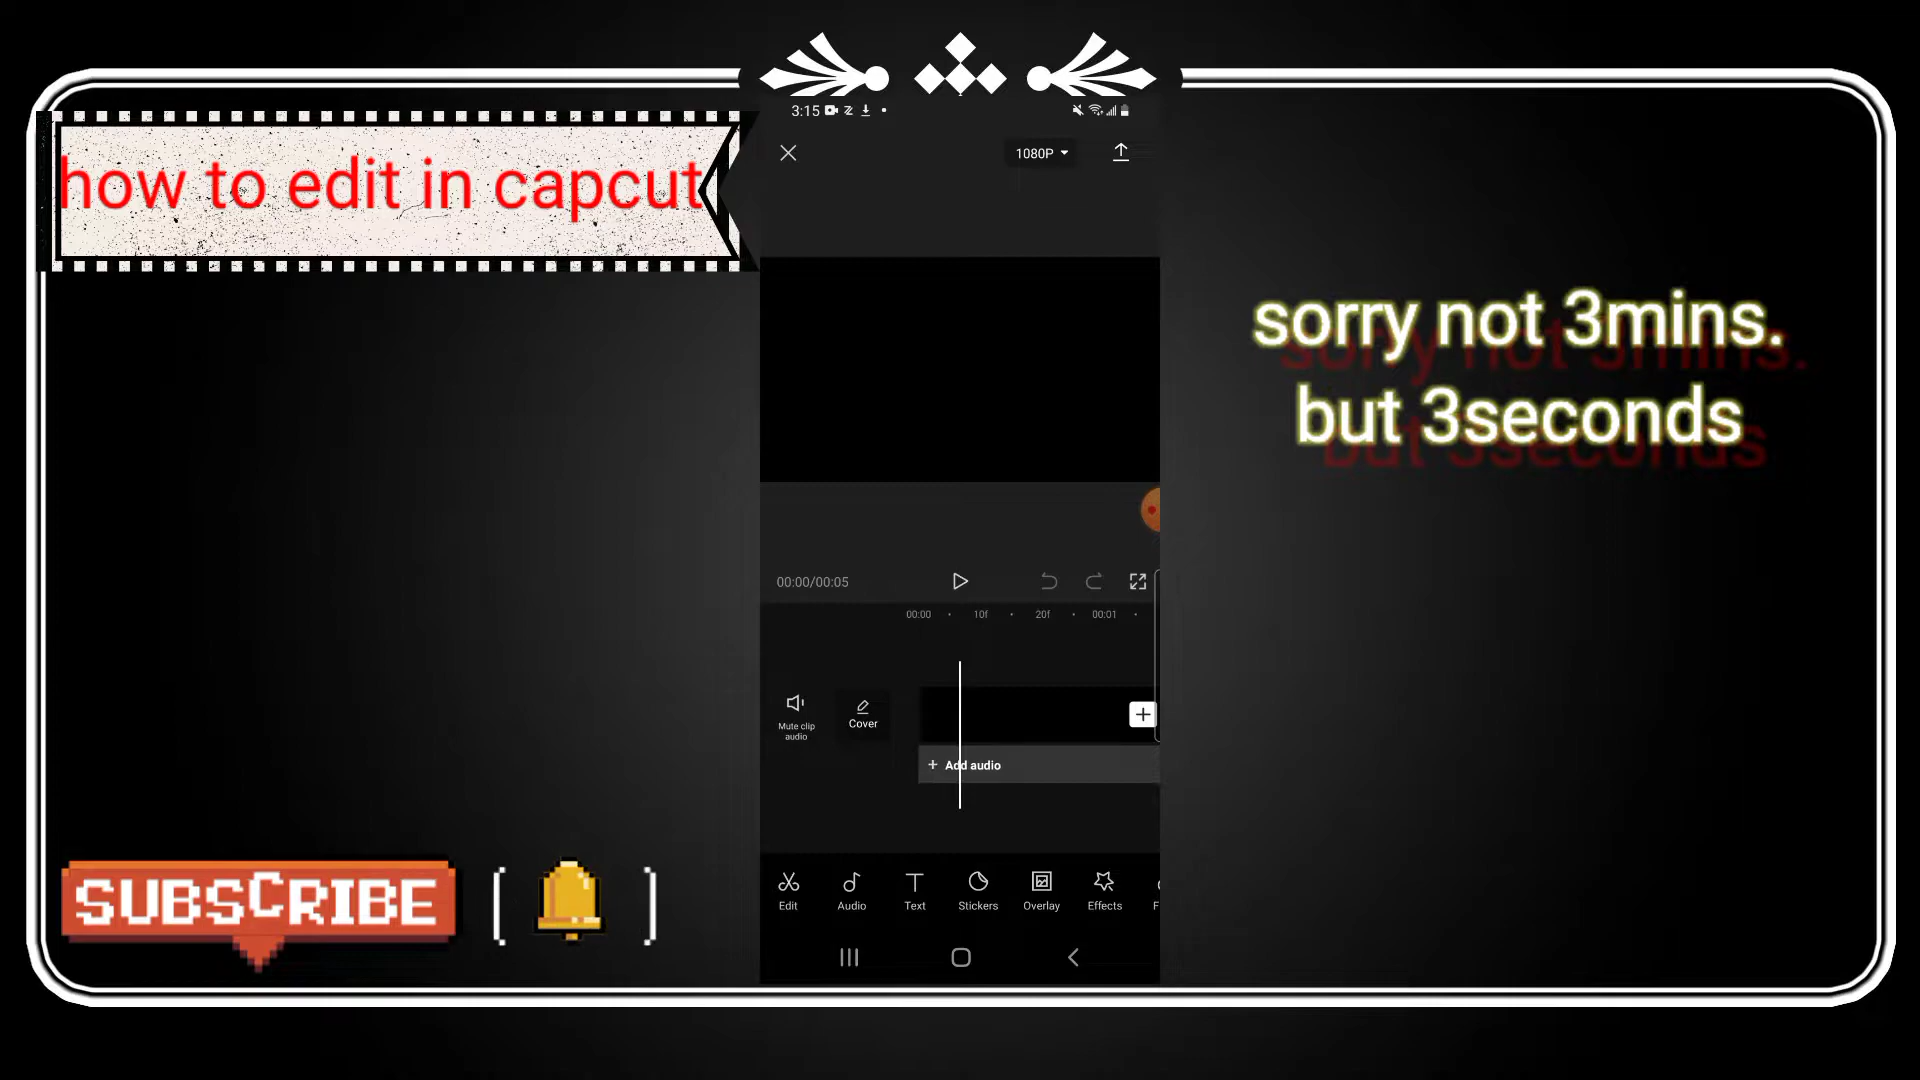 how to edit in capcut
3:15
1080P
sorry not 3mins.
but 3seconds
00:00/00:05
00:00 10f 20f 00:01
Mute clip
audio
Cover
+ Add audio
SUBSCRIBE
Edit Audio Text Stickers Overlay Effects F